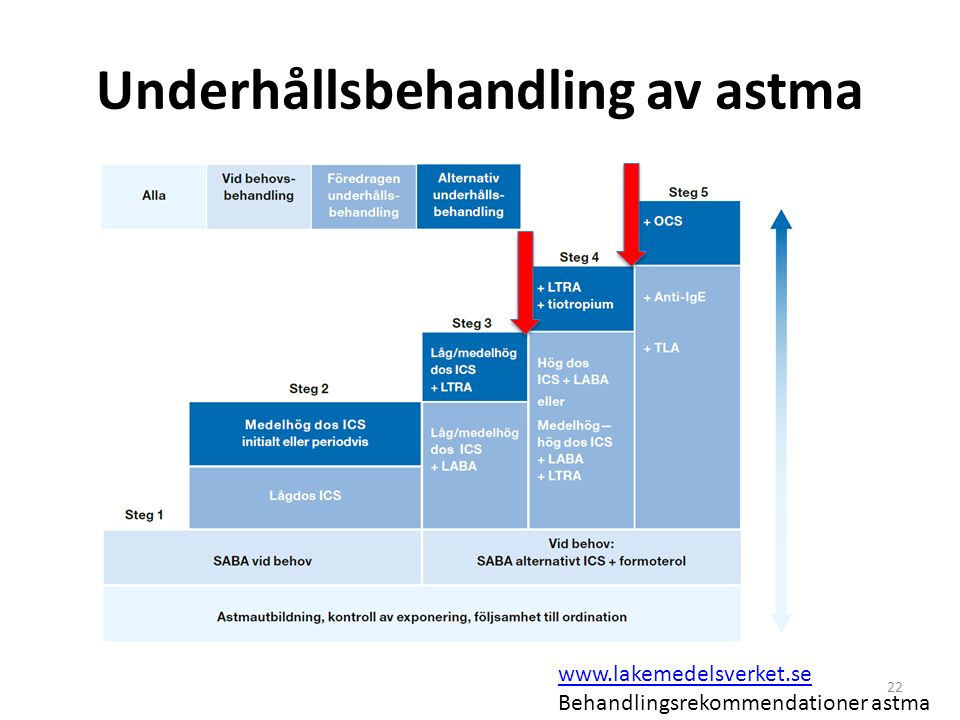 Underhållsbehandling av astma
Alla
Vid behovs-
behandling
Föredragen
underhålls-
behandling
Alternativ
underhålls-
behandling
Steg 5
+ OCS
+ Anti-IgE
+ TLA
Steg 4
+ LTRA
+ tiotropium
Hög dos
ICS + LABA
eller
Medelhög—
hög dos ICS
+ LABA
+ LTRA
Steg 3
Låg/medelhög
dos ICS
+ LTRA
Låg/medelhög
dos ICS
+ LABA
Steg 2
Medelhög dos ICS
initialt eller periodvis
Lågdos ICS
Steg 1
SABA vid behov
Vid behov:
SABA alternativt ICS + formoterol
Astmautbildning, kontroll av exponering, följsamhet till ordination
www.lakemedelsverket.se
22
Behandlingsrekommendationer astma